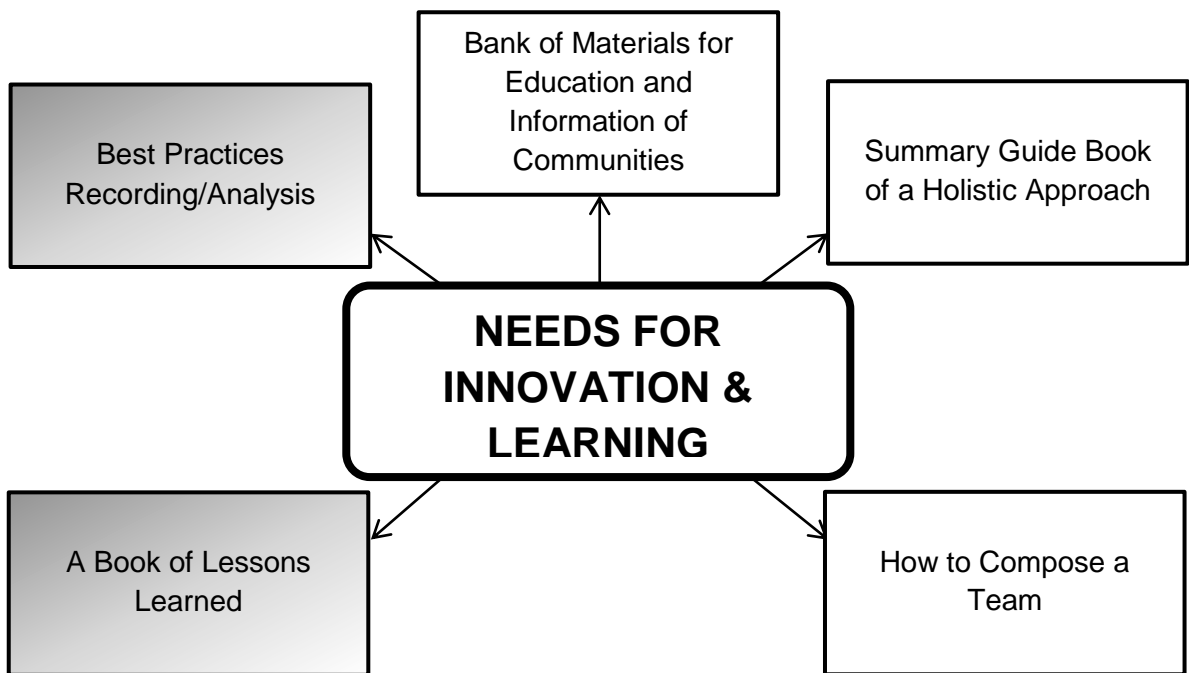 Bank of Materials for
Education and
Information of
Communities
Best Practices
Recording/Analysis
Summary Guide Book
of a Holistic Approach
NEEDS FOR
INNOVATION &
LEARNING
A Book of Lessons
Learned
How to Compose a
Team